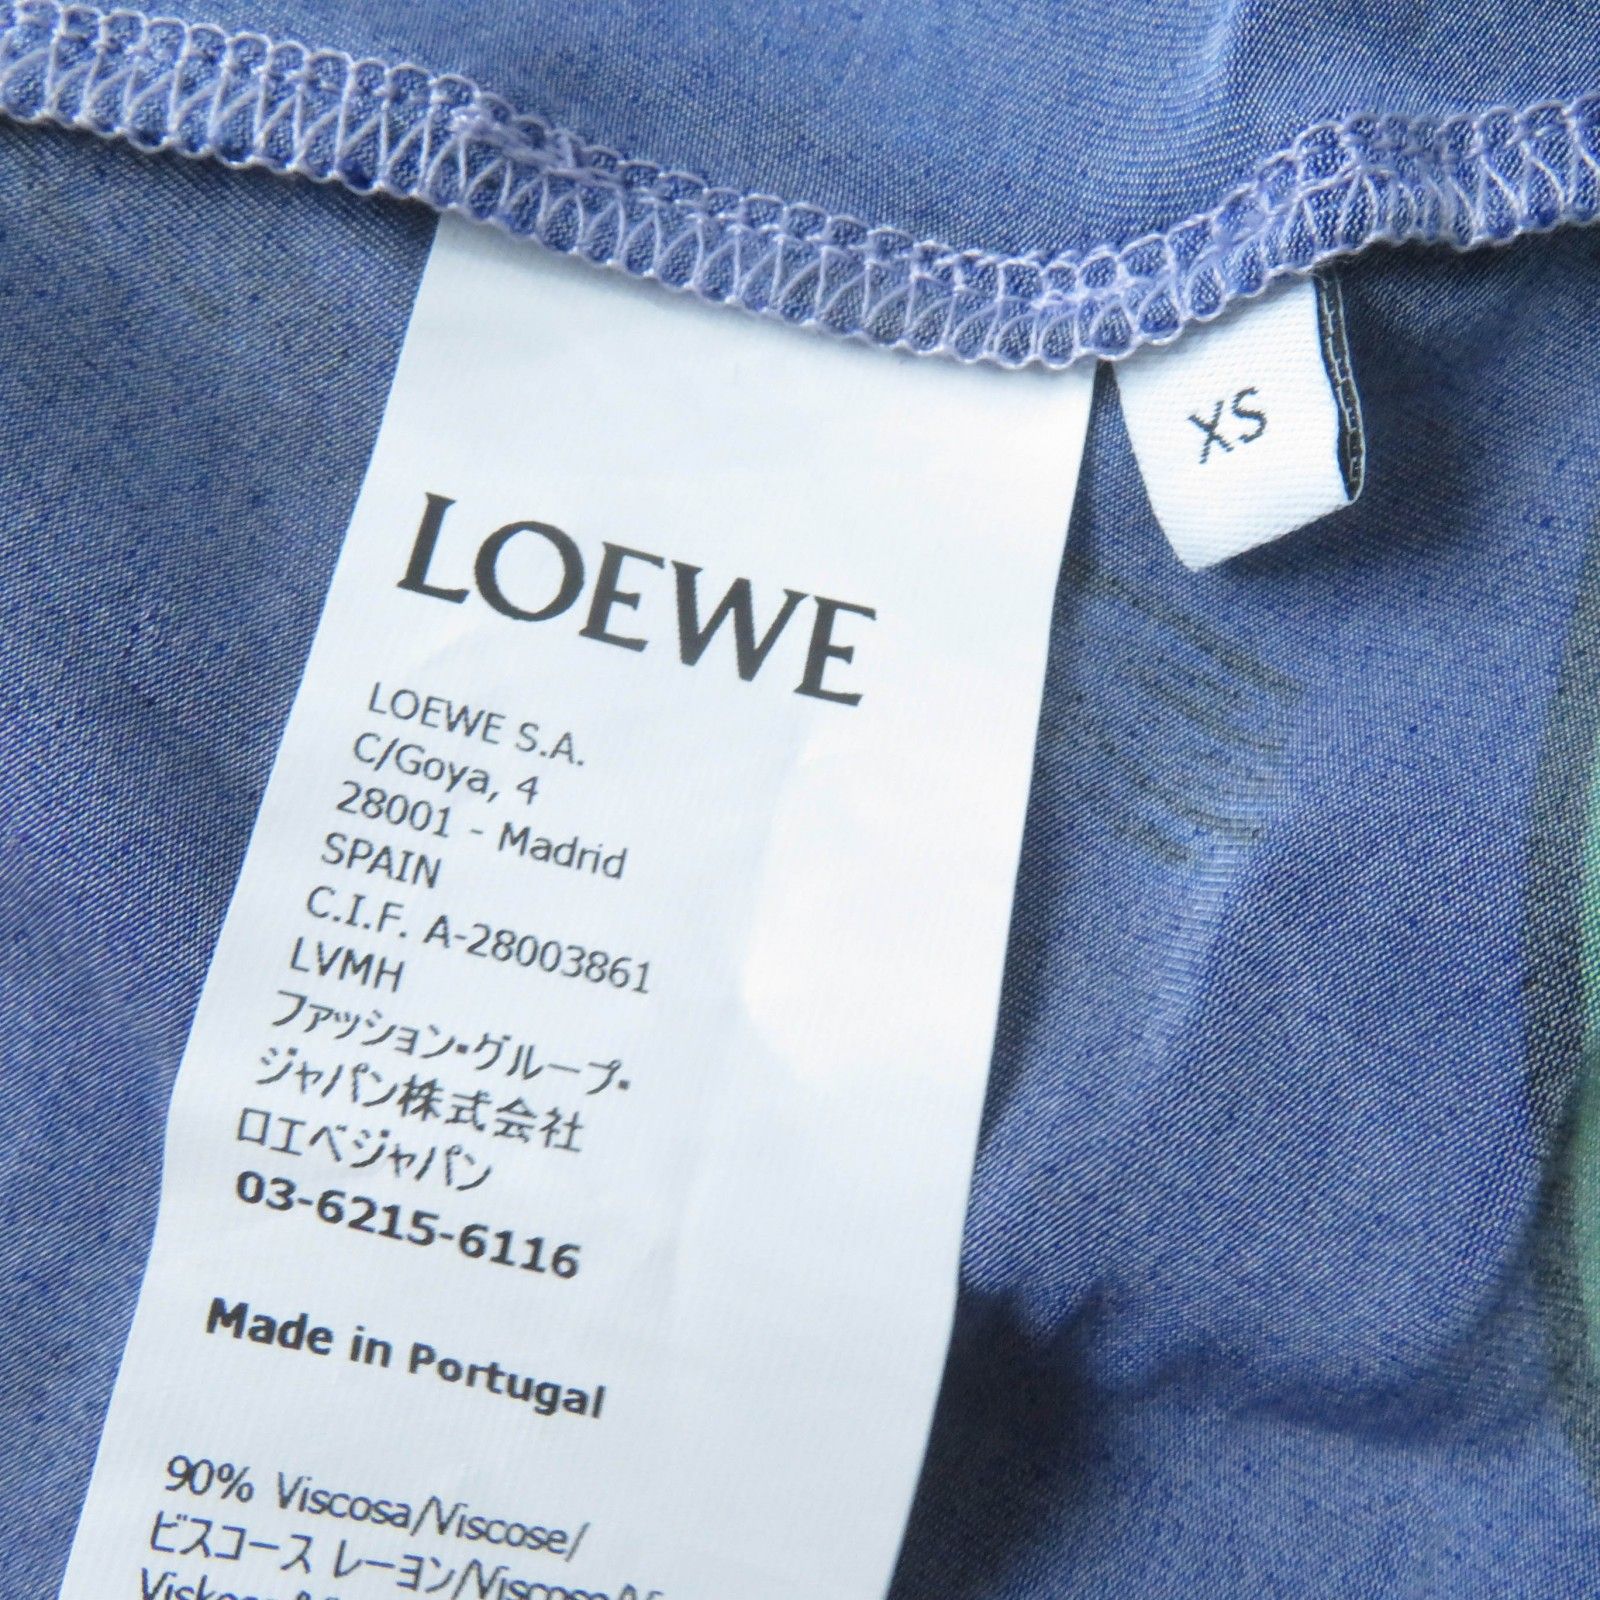 XS
LOEWE
LOEWE S.A.
C/Goya, 4
28001 - Madrid
SPAIN
C.I.F. A-28003861
LVMH
ファッション・グループ・
ジャパン株式会社
ロエベジャパン
03-6215-6116
Made in Portugal
90% Viscosa/Viscose/
ビスコース レーヨン/Viscose/